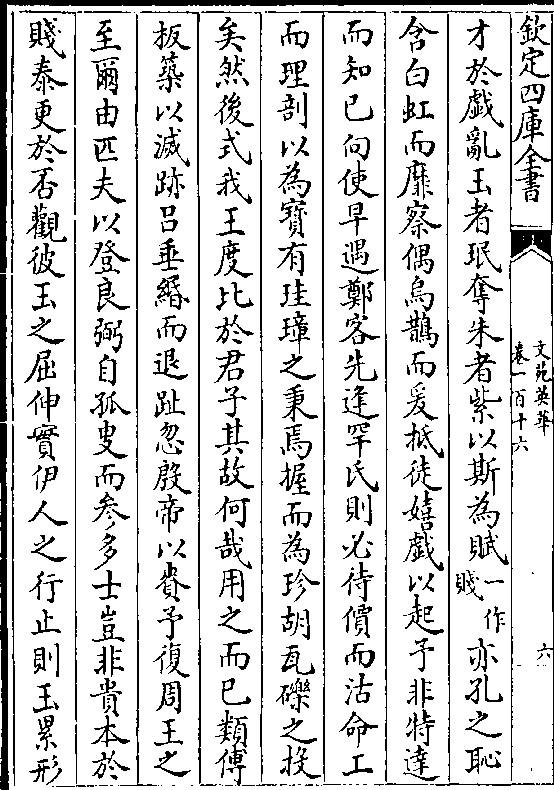 欽定四庫全書
文苑英華
卷一百十六
六
才於戯亂玉者珉奪朱者紫以斯為賦一作賤亦孔之恥
含白虹而靡察偶烏鵲而爰抵徒嬉戲以起予非特達
而知已向使早遇鄭客先逢罕氏則必待價而沽命工
而理剖以為寳有珪璋之秉焉握而為珍胡瓦礫之投
矣然後式我王度比於君子其故何哉用之而已類傅
板築以滅跡吕垂緡而退趾忽殷帝以賚予復周王之
至爾由匹夫以登良弼自孤叟而叅多士豈非貴本於
賤泰更於否觀彼玉之屈伸實伊人之行止則玉累形